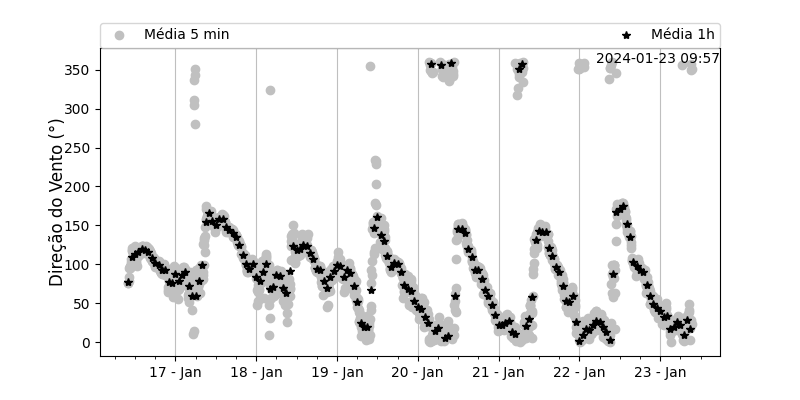 Média 5 min
Média 1h
2024-01-23 09:57
Direção do Vento (°)
350
300
250
200
150
100
50
0
17 - Jan
18 - Jan
19 - Jan
20 - Jan
21 - Jan
22 - Jan
23 - Jan